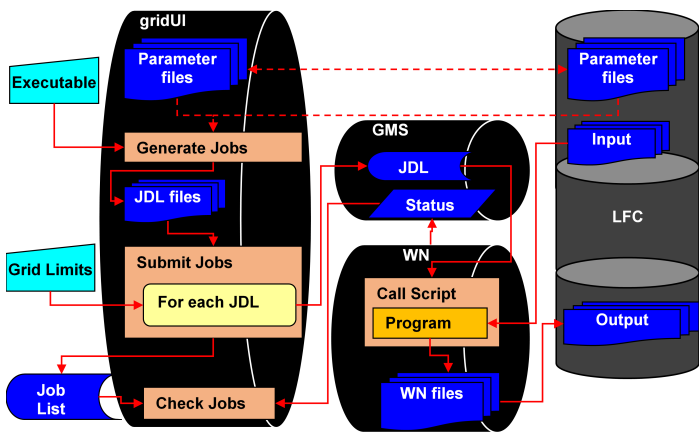 gridUI
Parameter
files
Parameter
files
Executable
GMS
Generate Jobs
Input
JDL
JDL files
Status
LFC
WN
Grid Limits
Submit Jobs
For each JDL
Call Script
Program
Output
Job
List
Check Jobs
WN files